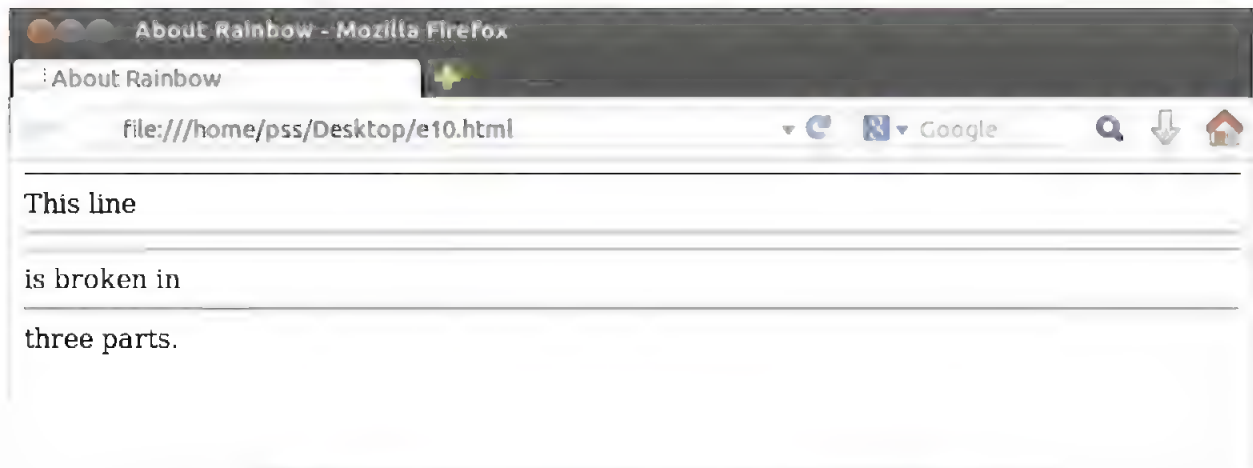 About Rainbow - Mozilla Firefox
About Rainbow
file:///home/pss/Desktop/e10.html
Google
This line
is broken in
three parts.